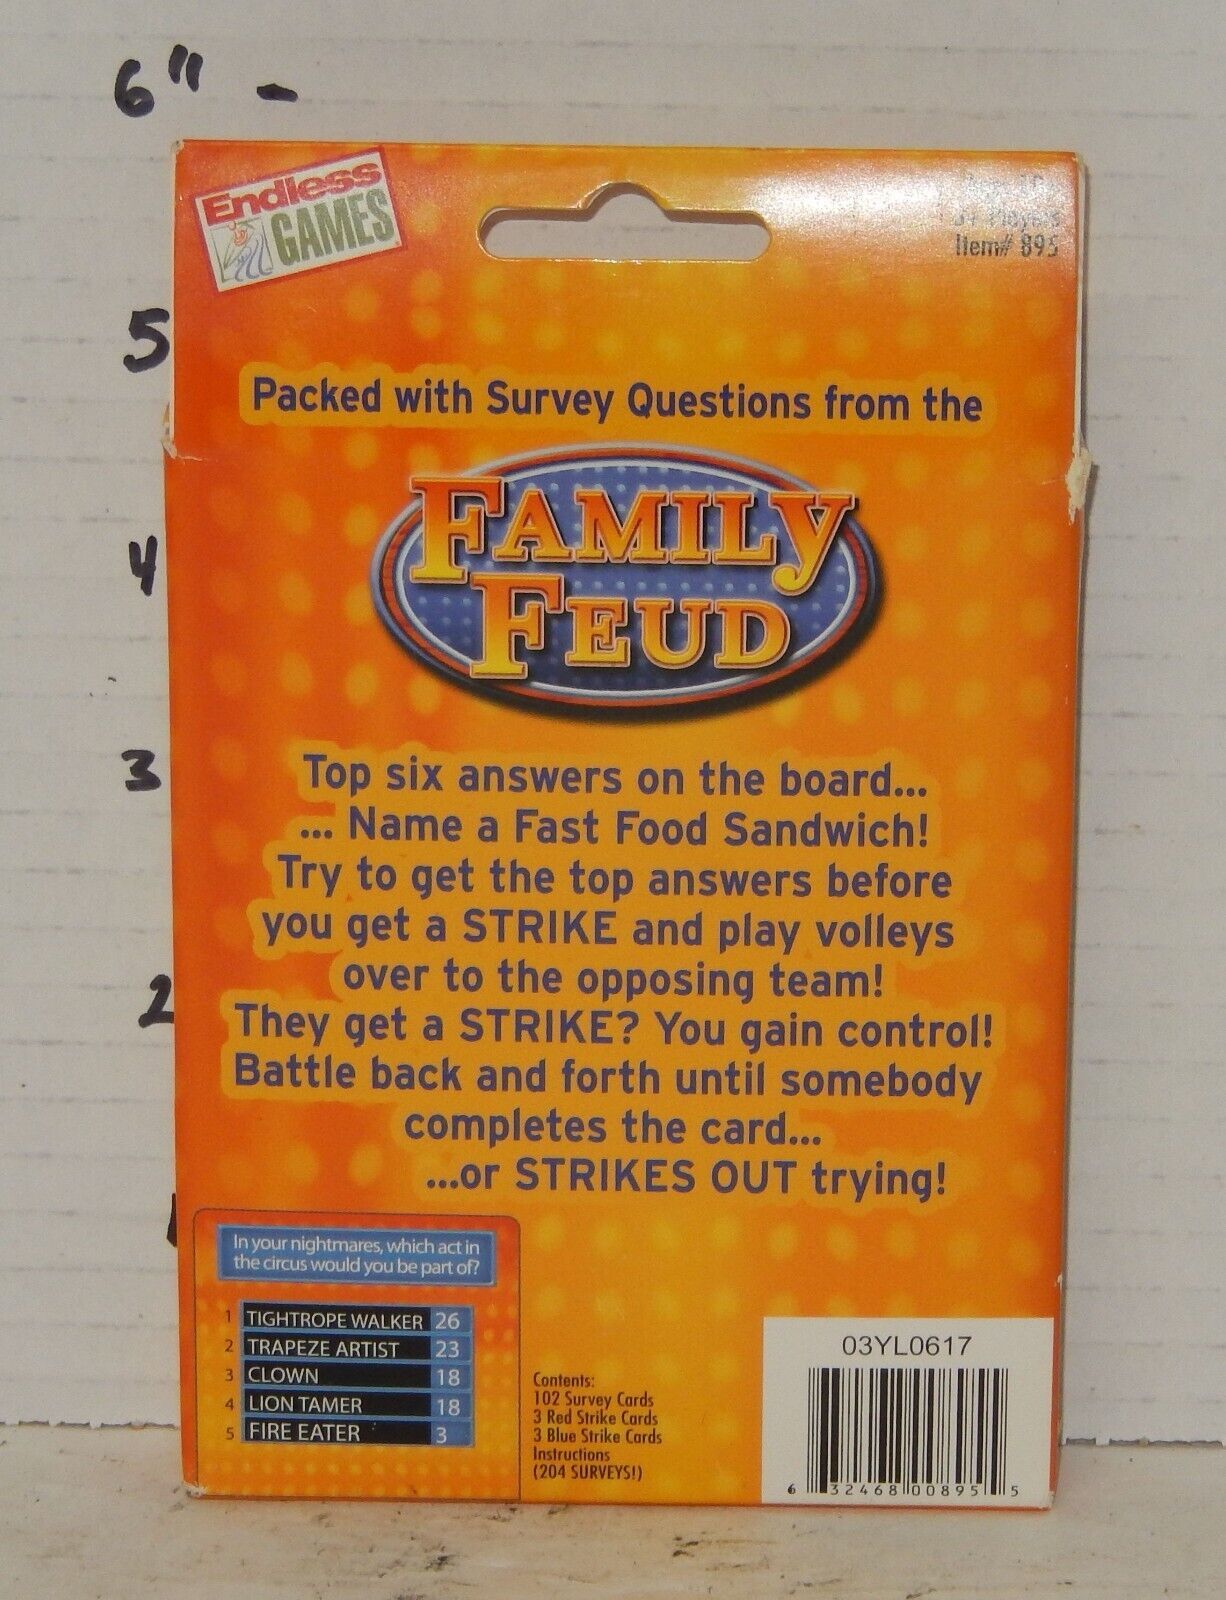 6" -
5
4
3
2
1
Endless
GAMES
Players
Item# 895
Packed with Survey Questions from the
FAMILY
FEUD
Top six answers on the board...
... Name a Fast Food Sandwich!
Try to get the top answers before
you get a STRIKE and play volleys
over to the opposing team!
They get a STRIKE? You gain control!
Battle back and forth until somebody
completes the card...
...or STRIKES OUT trying!
In your nightmares, which act in
the circus would you be part of?
1 TIGHTROPE WALKER 26
2 TRAPEZE ARTIST 23
3 CLOWN 18
4 LION TAMER 18
5 FIRE EATER 3
Contents:
102 Survey Cards
3 Red Strike Cards
3 Blue Strike Cards
Instructions
(204 SURVEYS!)
03YL0617
6 32468 00895 5